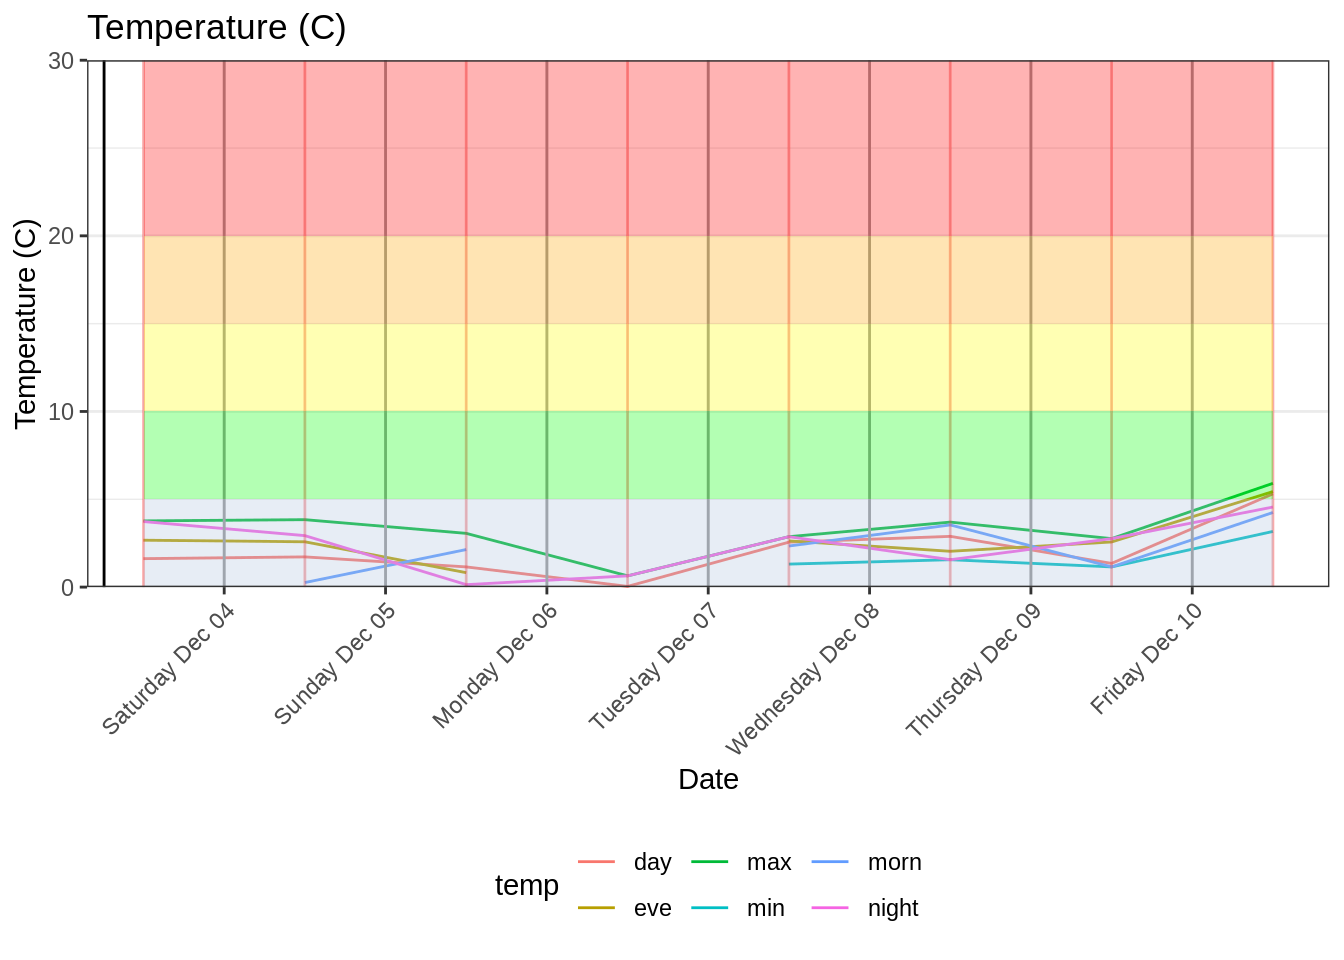 Temperature (C)
Temperature (C)
30
20
10
0
Saturday Dec 04
Sunday Dec 05
Monday Dec 06
Tuesday Dec 07
Wednesday Dec 08
Thursday Dec 09
Friday Dec 10
Date
temp
day
max
morn
eve
min
night